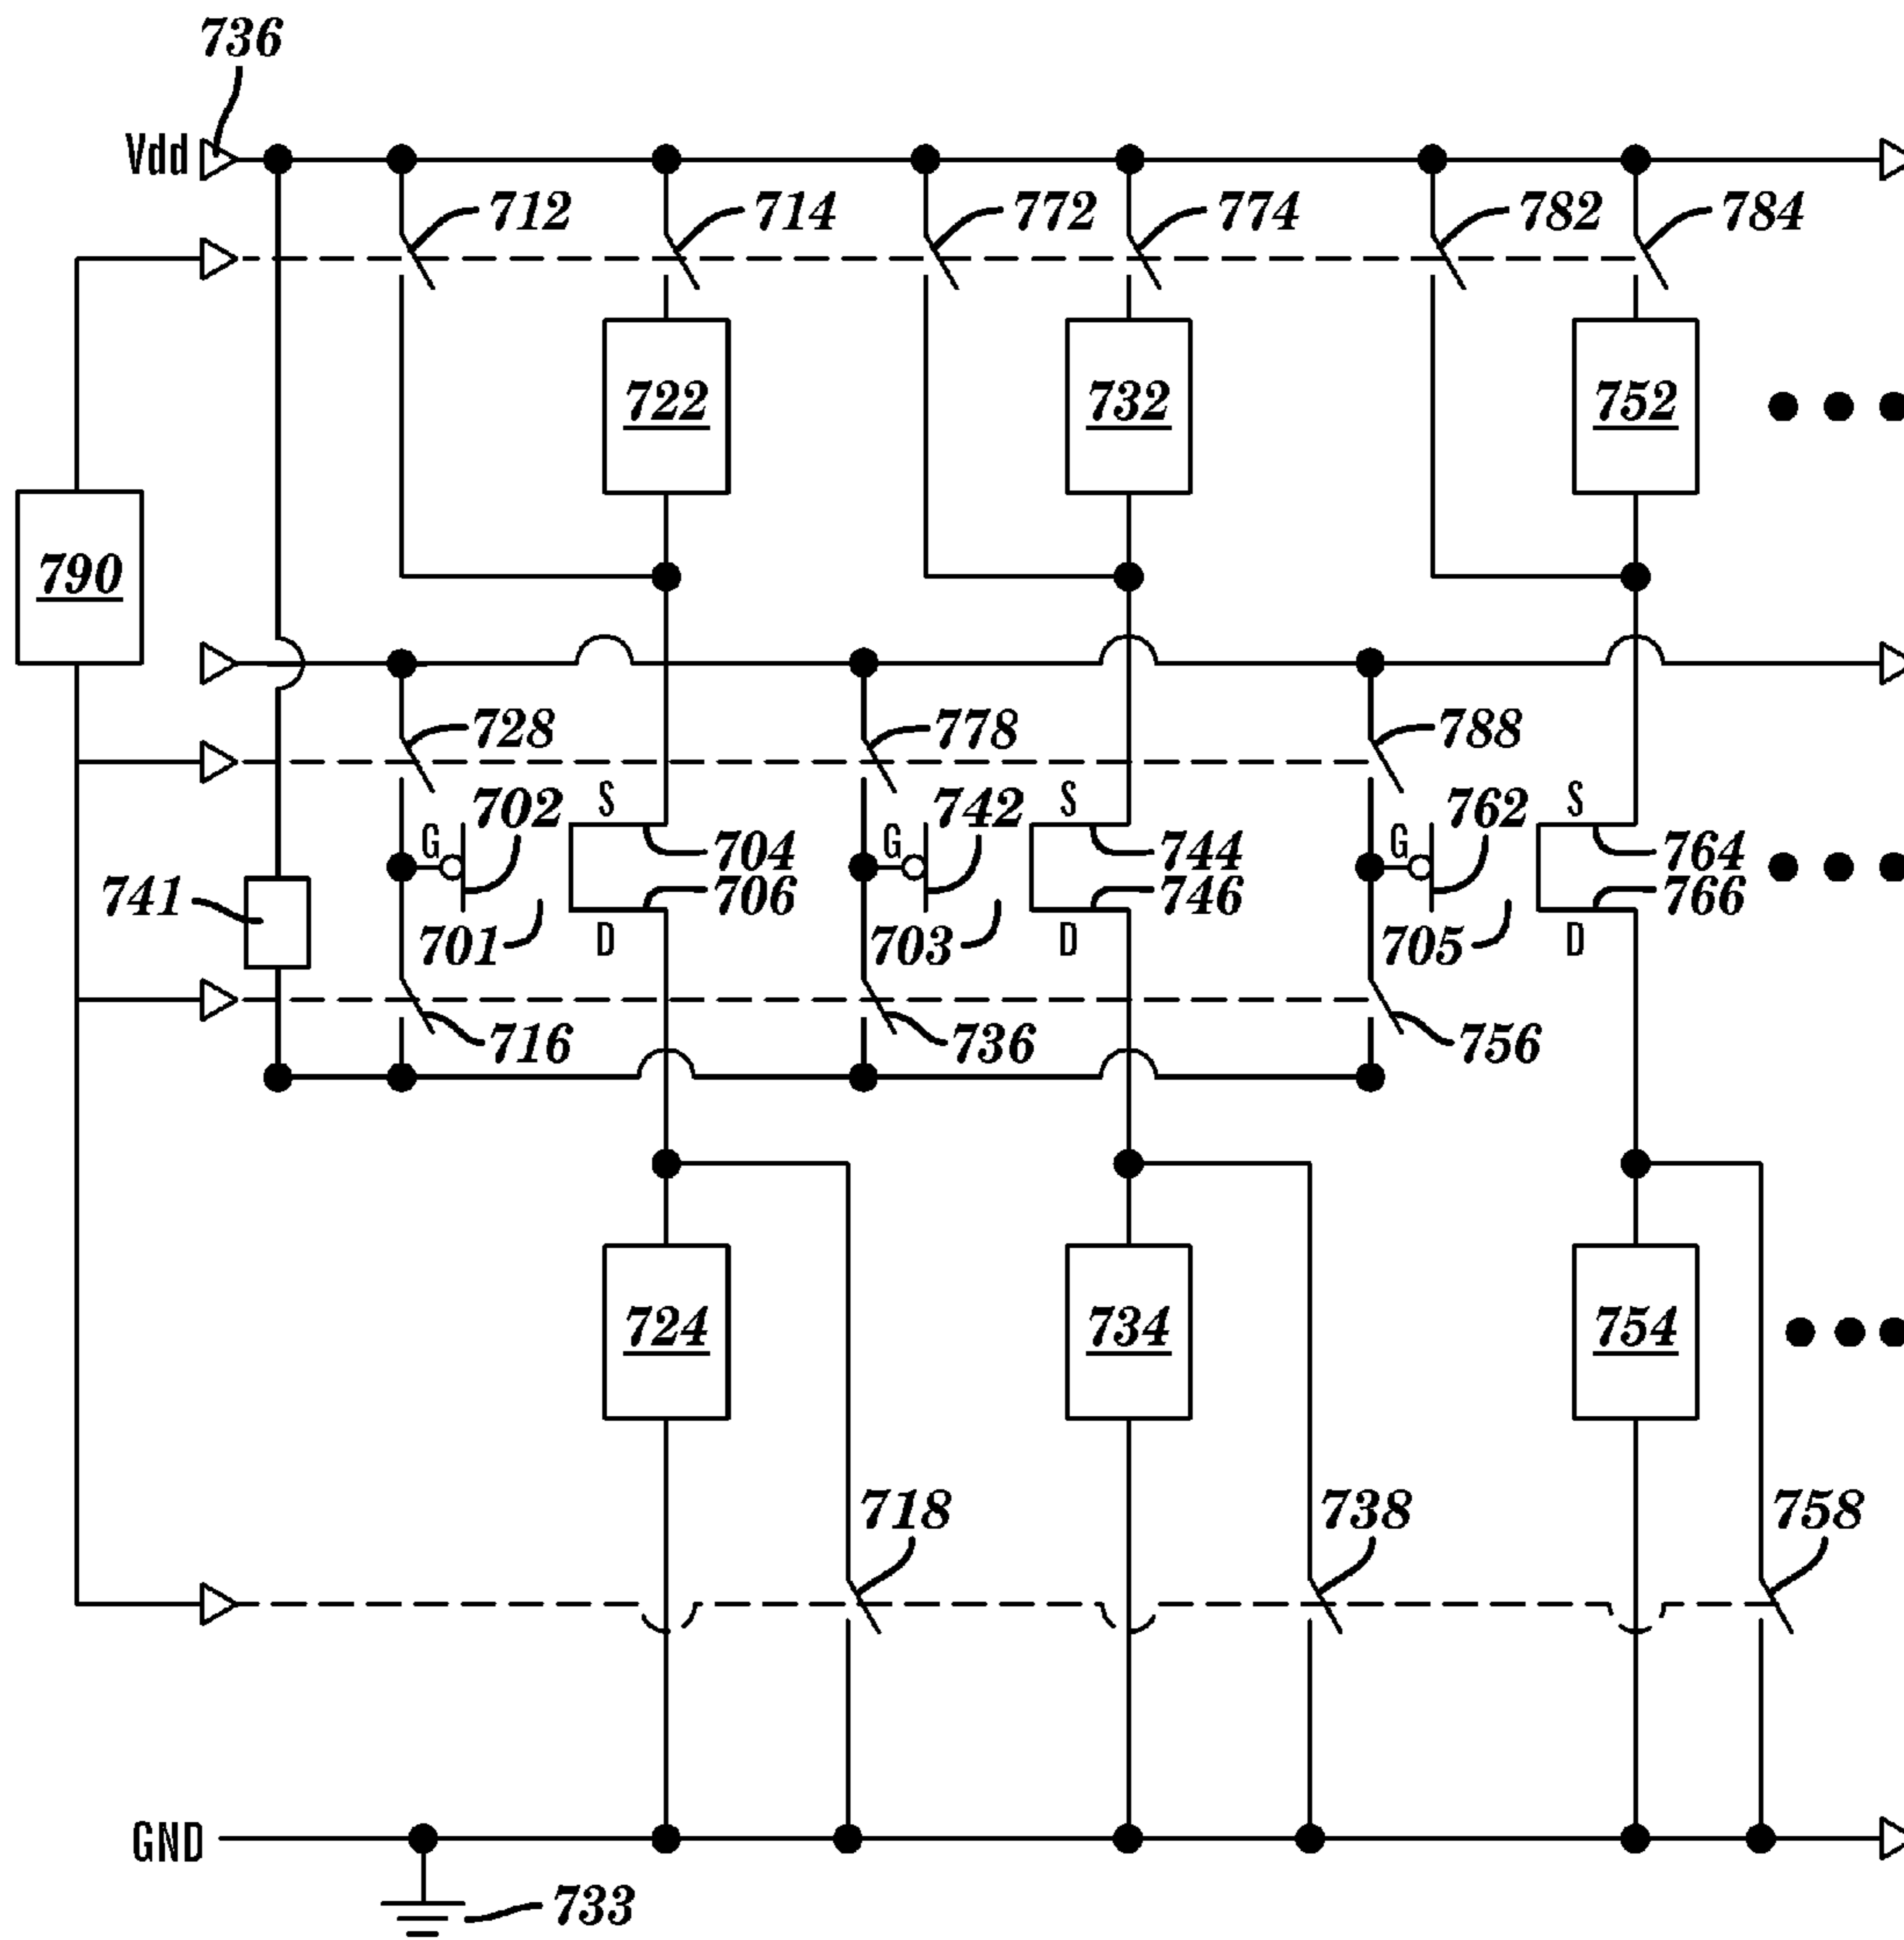 736
Vdd
712 714 772 774 782 784
722 732 752
790
728 778 788
702 S 742 S 762 S
G G G
704 744 764
741 706 746 766
701 D 703 D 705 D
716 736 756
724 734 754
718 738 758
GND
733